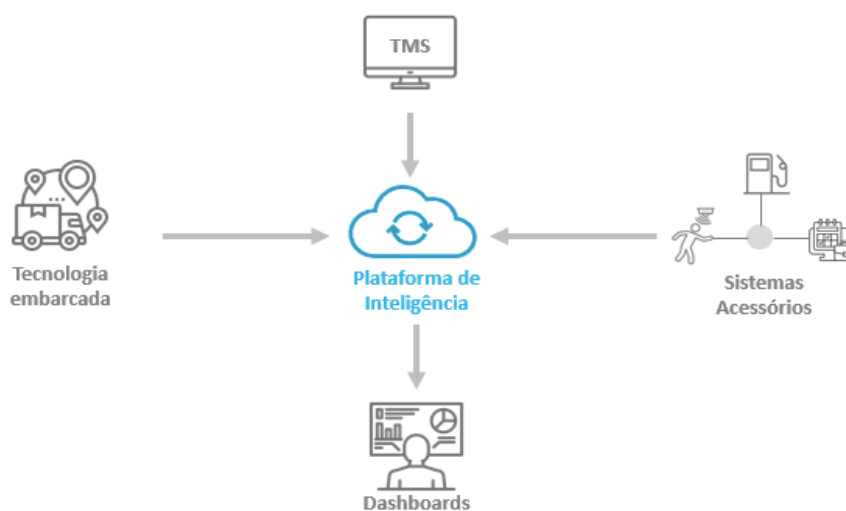 TMS
Tecnologia
embarcada
Plataforma de
Inteligência
Sistemas
Acessórios
Dashboards